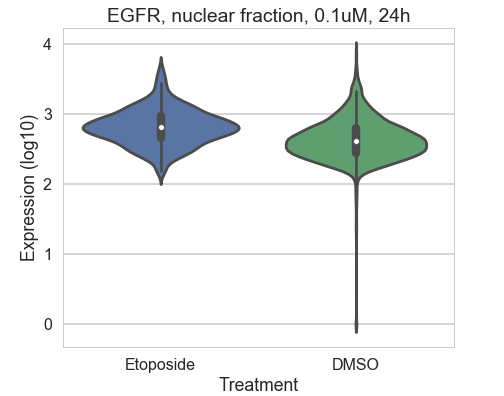 EGFR, nuclear fraction, 0.1uM, 24h
4
3
2
1
0
Expression (log10)
Etoposide DMSO
Treatment